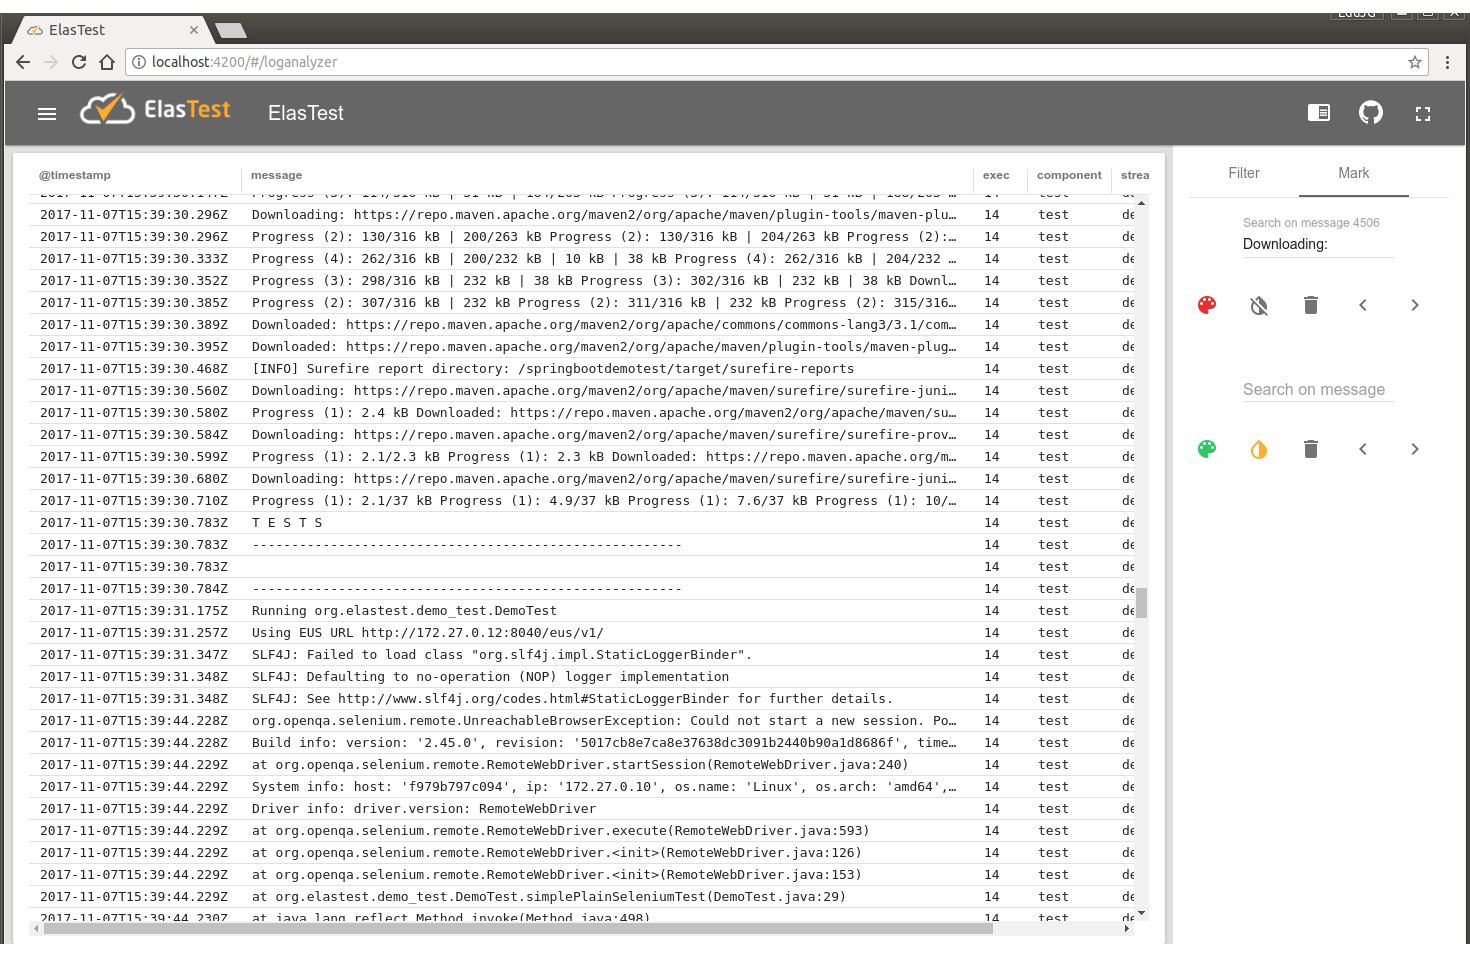 ElasTest
localhost:4200/#/loganalyzer
ElasTest ElasTest
@timestamp message exec component strea
2017-11-07T15:39:30.296Z Downloading: https://repo.maven.apache.org/maven2/org/apache/maven/plugin-tools/maven-plu… 14 test de
2017-11-07T15:39:30.296Z Progress (2): 130/316 kB | 200/263 kB Progress (2): 130/316 kB | 204/263 kB Progress (2):… 14 test de
2017-11-07T15:39:30.333Z Progress (4): 262/316 kB | 200/232 kB | 10 kB | 38 kB Progress (4): 262/316 kB | 204/232 … 14 test de
2017-11-07T15:39:30.352Z Progress (3): 298/316 kB | 232 kB | 38 kB Progress (3): 302/316 kB | 232 kB | 38 kB Downl… 14 test de
2017-11-07T15:39:30.385Z Progress (2): 307/316 kB | 232 kB Progress (2): 311/316 kB | 232 kB Progress (2): 315/316… 14 test de
2017-11-07T15:39:30.389Z Downloaded: https://repo.maven.apache.org/maven2/org/apache/commons/commons-lang3/3.1/com… 14 test de
2017-11-07T15:39:30.395Z Downloaded: https://repo.maven.apache.org/maven2/org/apache/maven/plugin-tools/maven-plug… 14 test de
2017-11-07T15:39:30.468Z [INFO] Surefire report directory: /springbootdemotest/target/surefire-reports 14 test de
2017-11-07T15:39:30.560Z Downloading: https://repo.maven.apache.org/maven2/org/apache/maven/surefire/surefire-juni… 14 test de
2017-11-07T15:39:30.580Z Progress (1): 2.4 kB Downloaded: https://repo.maven.apache.org/maven2/org/apache/maven/su… 14 test de
2017-11-07T15:39:30.584Z Downloading: https://repo.maven.apache.org/maven2/org/apache/maven/surefire/surefire-prov… 14 test de
2017-11-07T15:39:30.599Z Progress (1): 2.1/2.3 kB Progress (1): 2.3 kB Downloaded: https://repo.maven.apache.org/m… 14 test de
2017-11-07T15:39:30.680Z Downloading: https://repo.maven.apache.org/maven2/org/apache/maven/surefire/surefire-juni… 14 test de
2017-11-07T15:39:30.710Z Progress (1): 2.1/37 kB Progress (1): 4.9/37 kB Progress (1): 7.6/37 kB Progress (1): 10/… 14 test de
2017-11-07T15:39:30.783Z T E S T S 14 test de
2017-11-07T15:39:30.783Z ------------------------------------------------------- 14 test de
2017-11-07T15:39:30.783Z 14 test de
2017-11-07T15:39:30.784Z ------------------------------------------------------- 14 test de
2017-11-07T15:39:31.175Z Running org.elastest.demo_test.DemoTest 14 test de
2017-11-07T15:39:31.257Z Using EUS URL http://172.27.0.12:8040/eus/v1/ 14 test de
2017-11-07T15:39:31.347Z SLF4J: Failed to load class "org.slf4j.impl.StaticLoggerBinder". 14 test de
2017-11-07T15:39:31.348Z SLF4J: Defaulting to no-operation (NOP) logger implementation 14 test de
2017-11-07T15:39:31.348Z SLF4J: See http://www.slf4j.org/codes.html#StaticLoggerBinder for further details. 14 test de
2017-11-07T15:39:44.228Z org.openqa.selenium.remote.UnreachableBrowserException: Could not start a new session. Po… 14 test de
2017-11-07T15:39:44.228Z Build info: version: '2.45.0', revision: '5017cb8e7ca8e37638dc3091b2440b90a1d8686f', time… 14 test de
2017-11-07T15:39:44.229Z at org.openqa.selenium.remote.RemoteWebDriver.startSession(RemoteWebDriver.java:240) 14 test de
2017-11-07T15:39:44.229Z System info: host: 'f979b797c094', ip: '172.27.0.10', os.name: 'Linux', os.arch: 'amd64',… 14 test de
2017-11-07T15:39:44.229Z Driver info: driver.version: RemoteWebDriver 14 test de
2017-11-07T15:39:44.229Z at org.openqa.selenium.remote.RemoteWebDriver.execute(RemoteWebDriver.java:593) 14 test de
2017-11-07T15:39:44.229Z at org.openqa.selenium.remote.RemoteWebDriver.<init>(RemoteWebDriver.java:126) 14 test de
2017-11-07T15:39:44.229Z at org.openqa.selenium.remote.RemoteWebDriver.<init>(RemoteWebDriver.java:153) 14 test de
2017-11-07T15:39:44.229Z at org.elastest.demo_test.DemoTest.simplePlainSeleniumTest(DemoTest.java:29) 14 test de
2017-11-07T15:39:44.230Z at java.lang.reflect.Method.invoke(Method.java:498) 14 test de
Filter Mark
Search on message 4506
Downloading:
Search on message